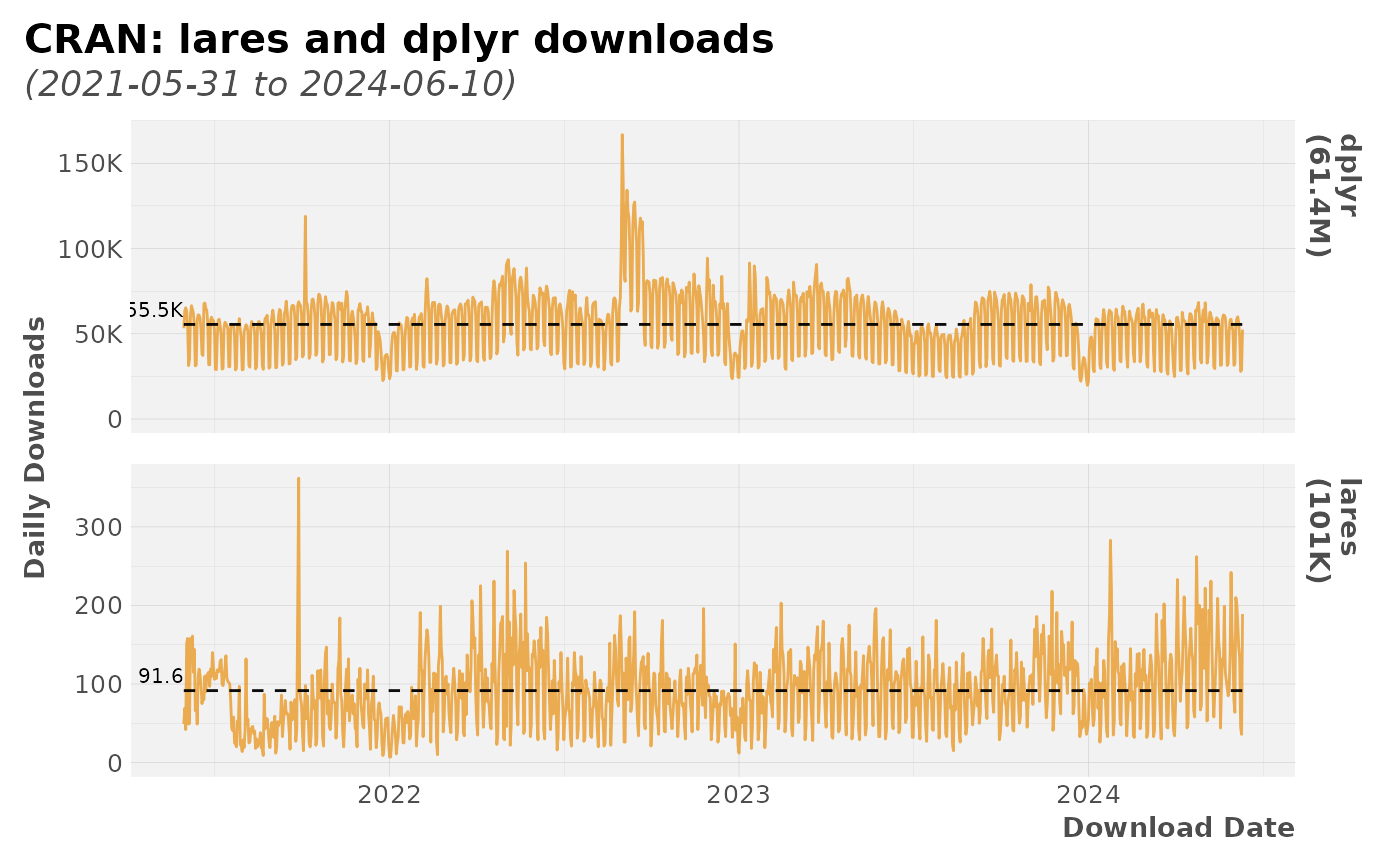 CRAN: lares and dplyr downloads
(2021-05-31 to 2024-06-10)
Dailly Downloads
150K
100K
50K
0
55.5K
dplyr
(61.4M)
300
200
100
0
91.6
lares
(101K)
2022
2023
2024
Download Date